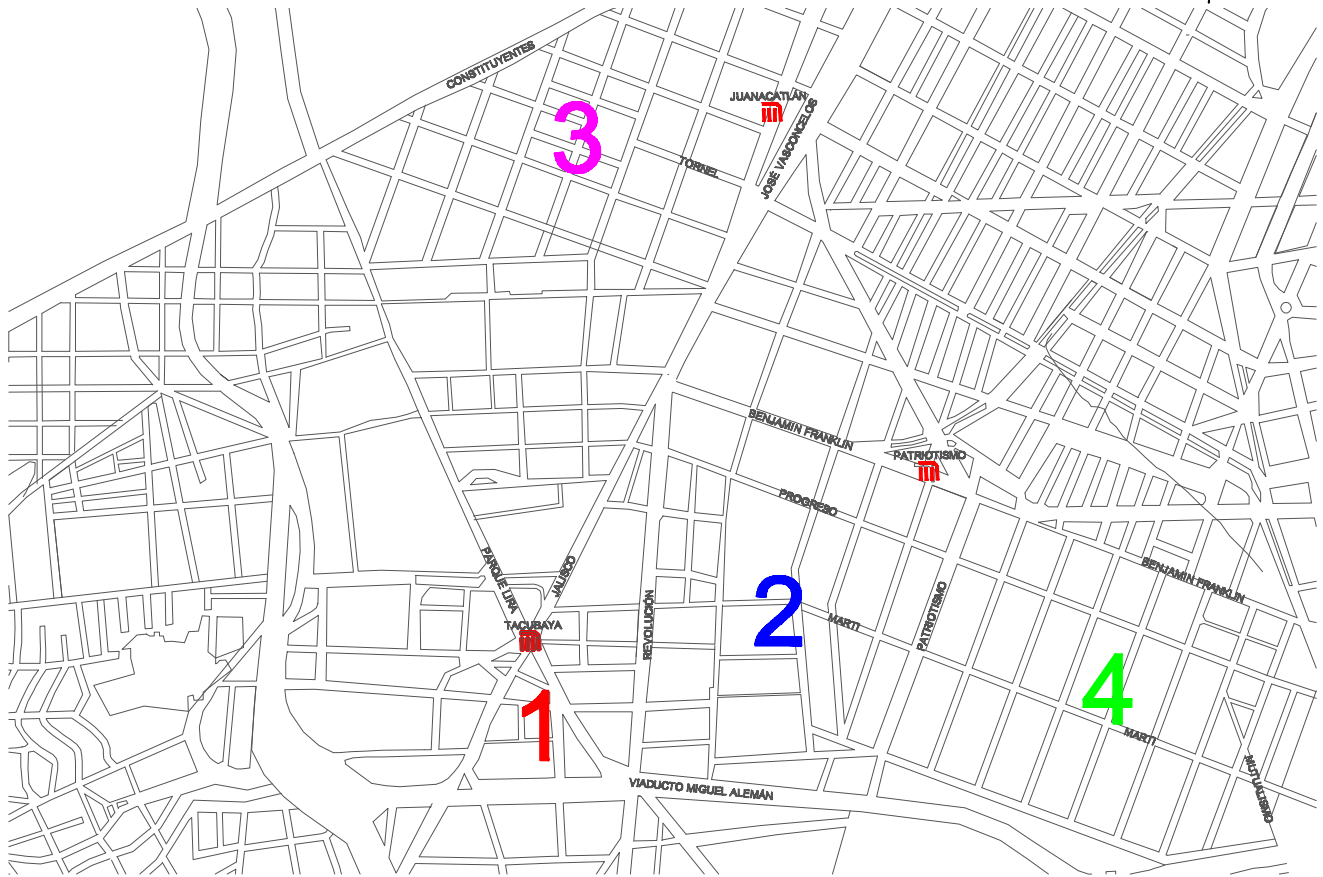 CONSTITUYENTES
JUANACATLÁN
3
JOSÉ VASCONCELOS
TORNEL
BENJAMIN FRANKLIN
PATRIOTISMO
PROGRESO
PARQUE LIRA
JALISCO
BENJAMIN FRANKLIN
2
REVOLUCIÓN
PATRIOTISMO
TACUBAYA
MARTI
4
1
MARTI
MUTUALISMO
VIADUCTO MIGUEL ALEMÁN